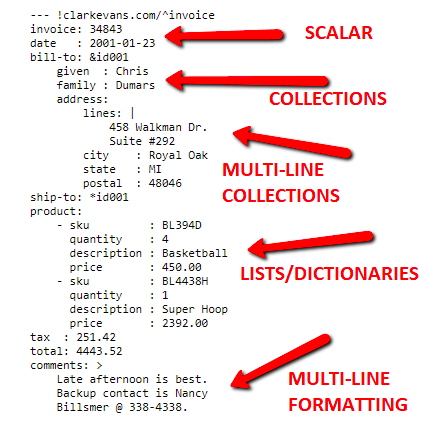 --- !clarkevans.com/^invoice
invoice: 34843
date   : 2001-01-23
bill-to: &id001
    given  : Chris
    family : Dumars
    address:
        lines: |
            458 Walkman Dr.
            Suite #292
        city    : Royal Oak
        state   : MI
        postal  : 48046
ship-to: *id001
product:
    - sku         : BL394D
      quantity    : 4
      description : Basketball
      price       : 450.00
    - sku         : BL4438H
      quantity    : 1
      description : Super Hoop
      price       : 2392.00
tax  : 251.42
total: 4443.52
comments: >
    Late afternoon is best.
    Backup contact is Nancy
    Billsmer @ 338-4338.
SCALAR
COLLECTIONS
MULTI-LINE
COLLECTIONS
LISTS/DICTIONARIES
MULTI-LINE
FORMATTING